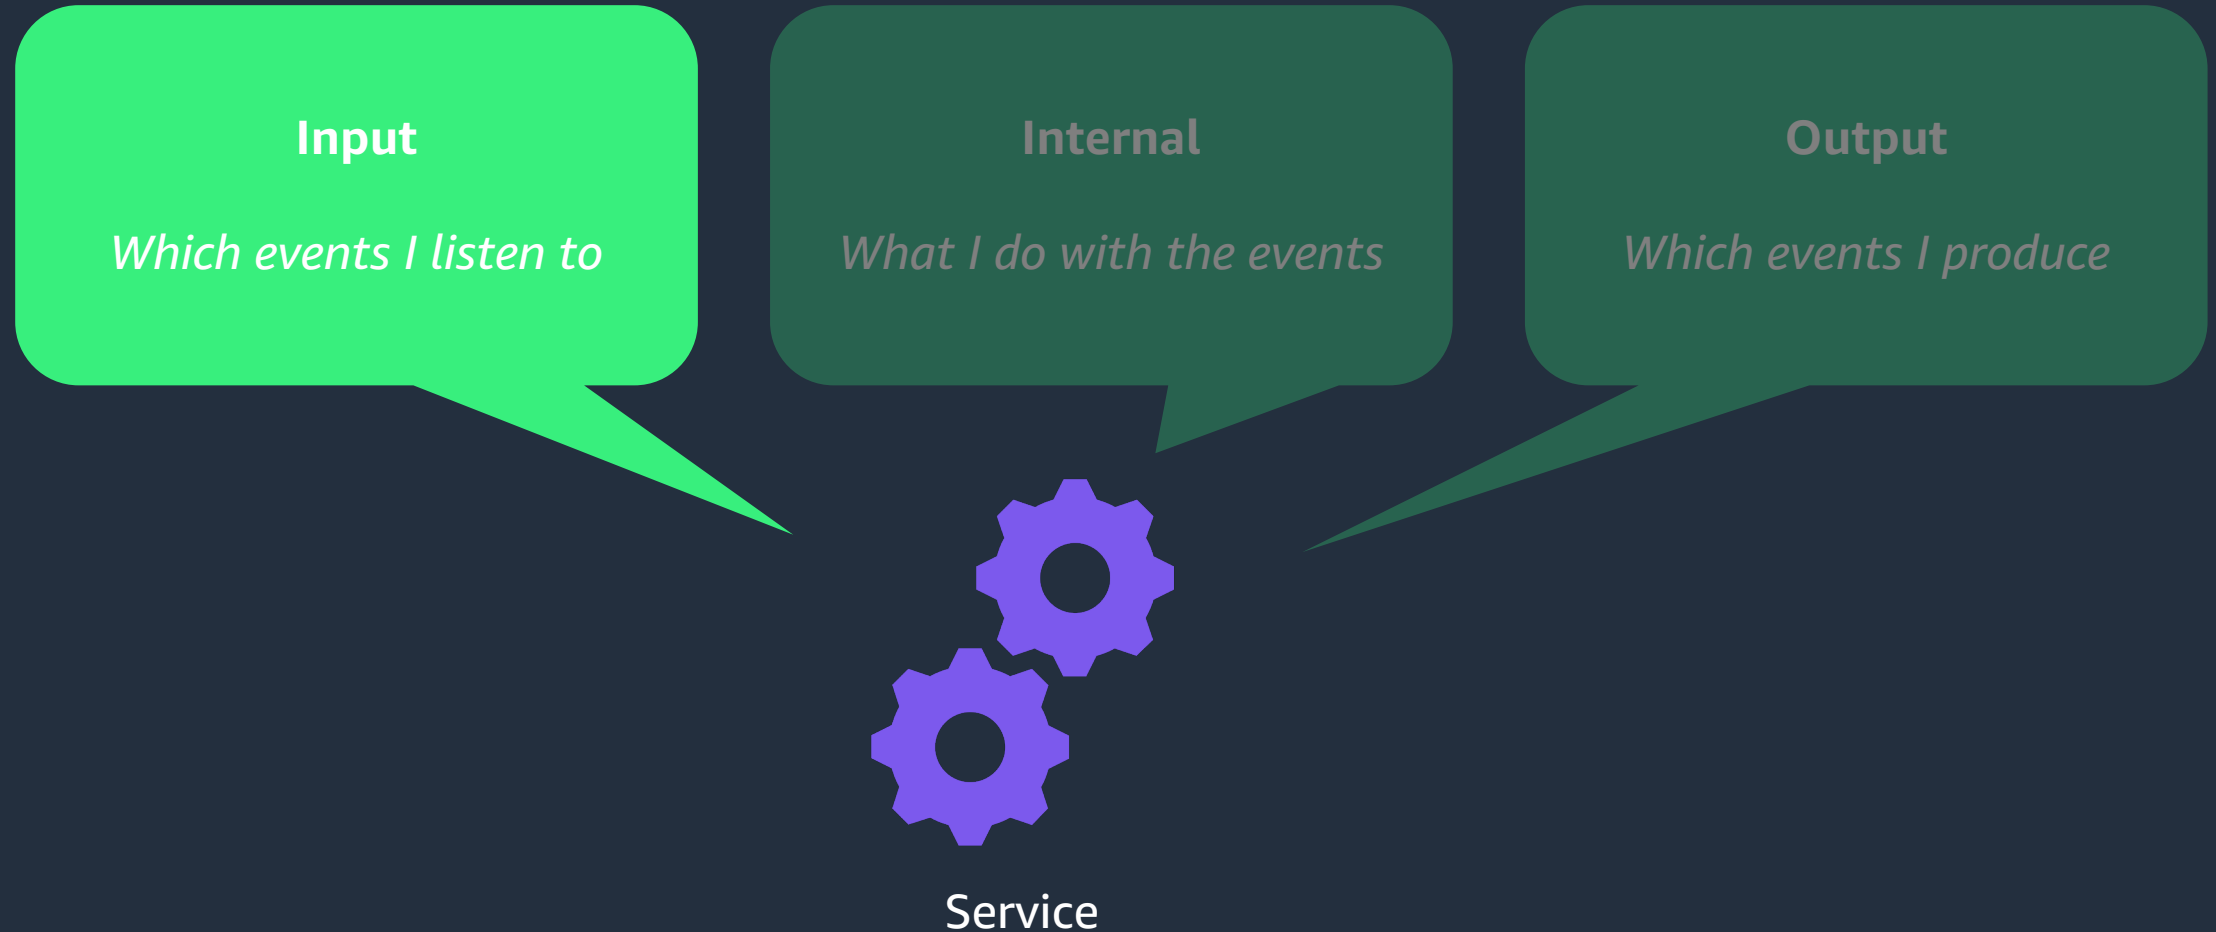 Input
Which events I listen to
Internal
What I do with the events
Output
Which events I produce
Service